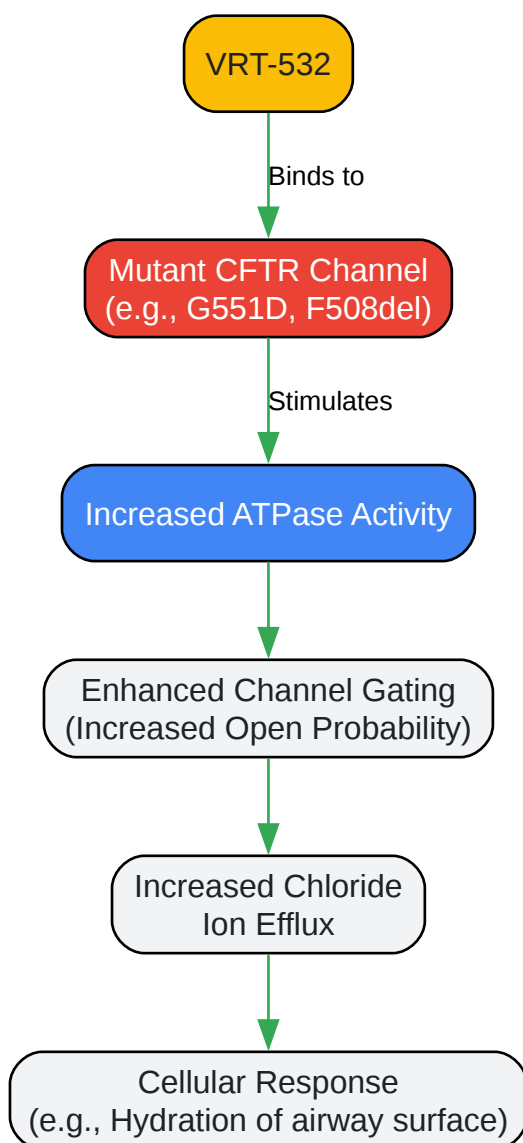 VRT-532
Binds to
Mutant CFTR Channel
(e.g., G551D, F508del)
Stimulates
Increased ATPase Activity
Enhanced Channel Gating
(Increased Open Probability)
Increased Chloride
Ion Efflux
Cellular Response
(e.g., Hydration of airway surface)